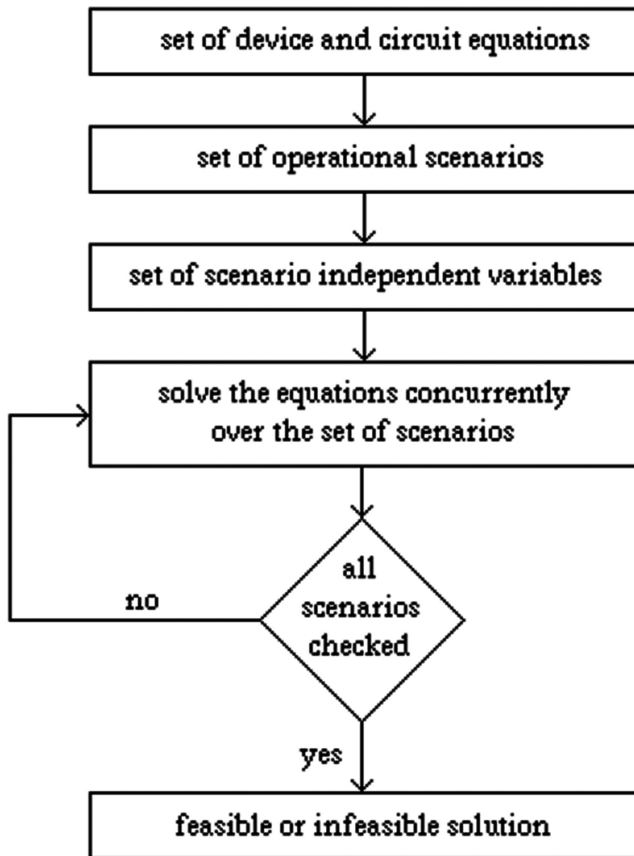 set of device and circuit equations
set of operational scenarios
set of scenario independent variables
solve the equations concurrently
over the set of scenarios
all
scenarios
checked
no
yes
feasible or infeasible solution